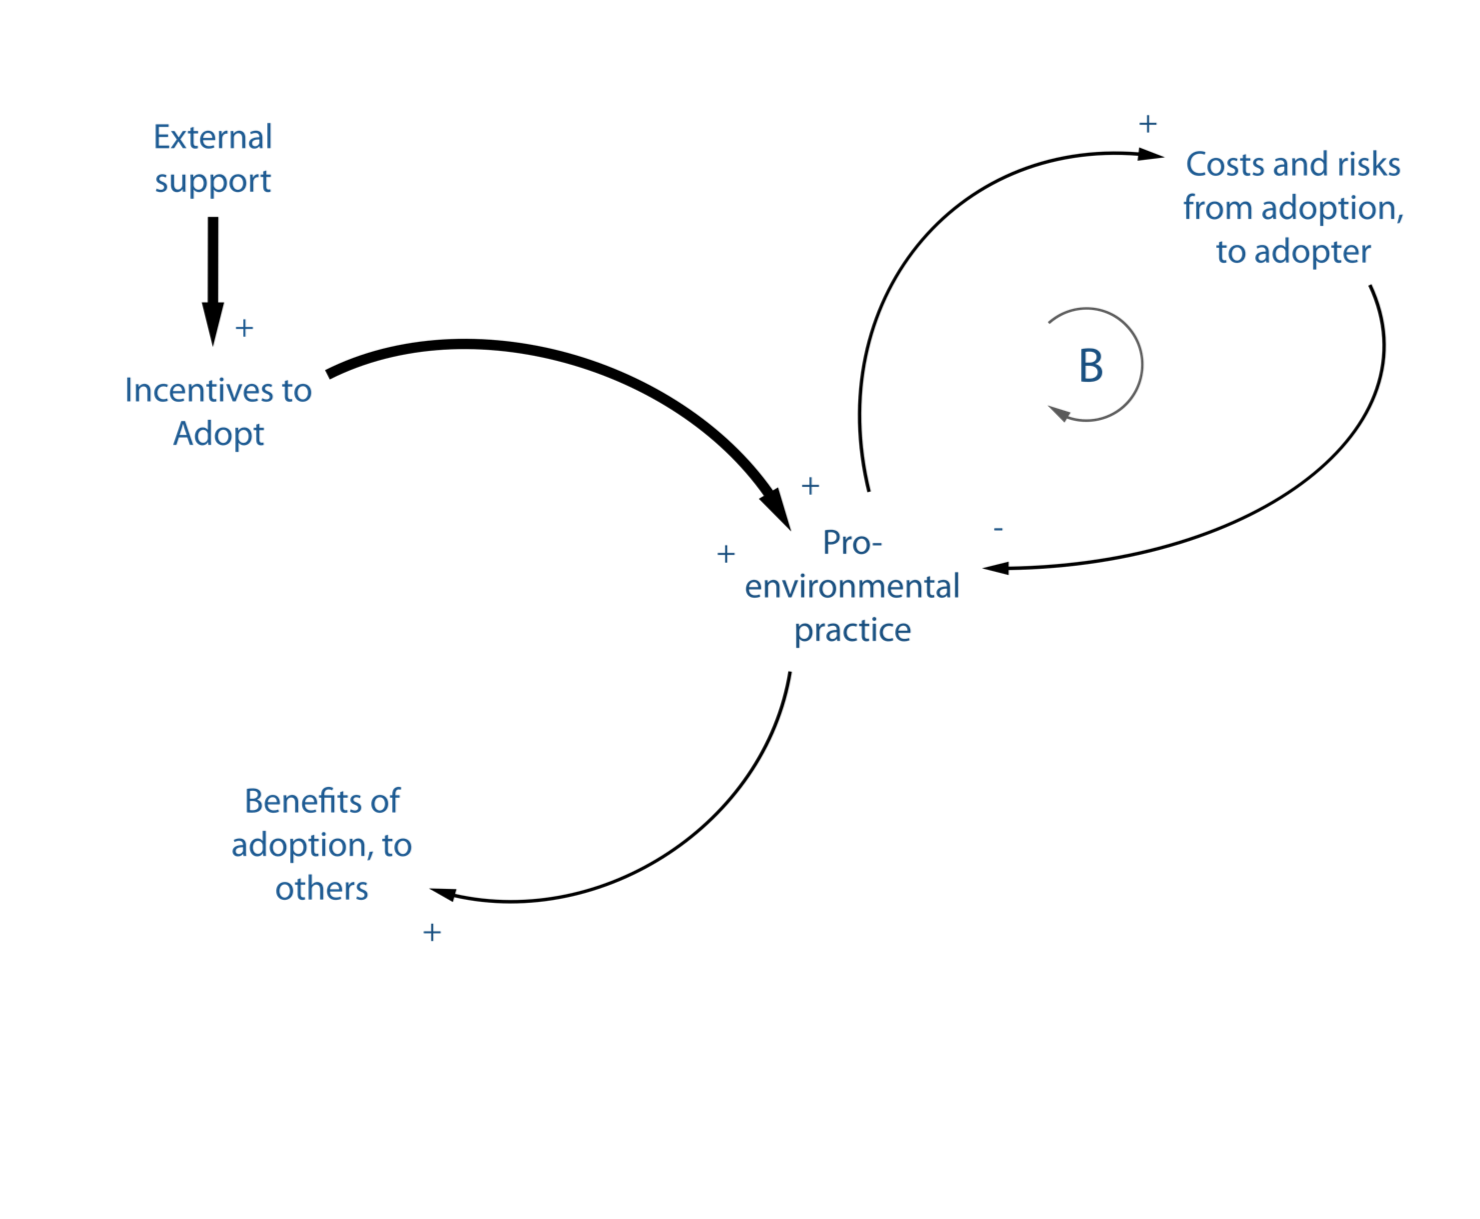 External
support
+
Incentives to
Adopt
+
Costs and risks
from adoption,
to adopter
B
+
+
-
Pro-
environmental
practice
Benefits of
adoption, to
others
+